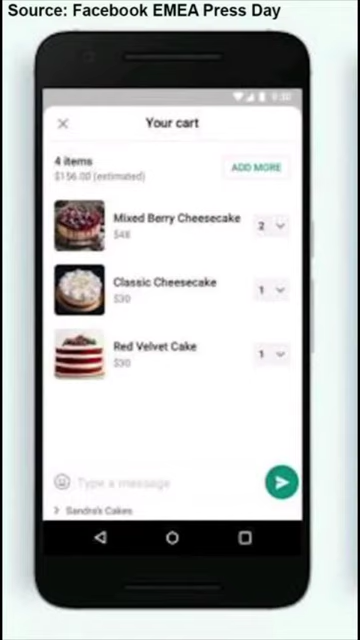 Source: Facebook EMEA Press Day
Your cart
4 items
$156.00 (estimated)
ADD MORE
Mixed Berry Cheesecake
$48
2
Classic Cheesecake
$30
1
Red Velvet Cake
$30
1
Type a message
Sandra's Cakes